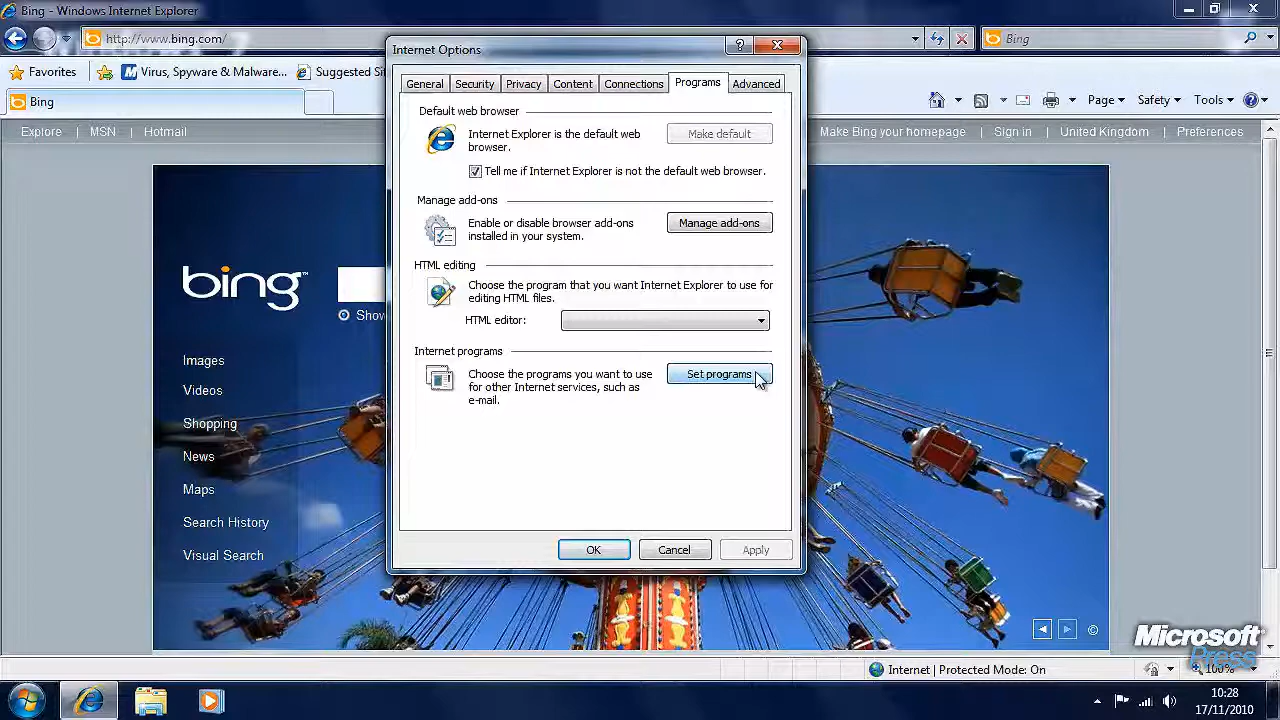 Bing - Windows Internet Explorer
http://www.bing.com/
Bing
Favorites
Virus, Spyware & Malware...
Suggested Si
Bing
Page
Safety
Tools
Explore
MSN
Hotmail
Make Bing your homepage
Sign in
United Kingdom
Preferences
bing™
Show
Images
Videos
Shopping
News
Maps
Search History
Visual Search
Internet Options
General
Security
Privacy
Content
Connections
Programs
Advanced
Default web browser
Internet Explorer is the default web
browser.
Make default
Tell me if Internet Explorer is not the default web browser.
Manage add-ons
Enable or disable browser add-ons
installed in your system.
Manage add-ons
HTML editing
Choose the program that you want Internet Explorer to use for
editing HTML files.
HTML editor:
Internet programs
Choose the programs you want to use
for other Internet services, such as
e-mail.
Set programs
OK
Cancel
Apply
©
Microsoft
Press
Internet | Protected Mode: On
100%
10:28
17/11/2010